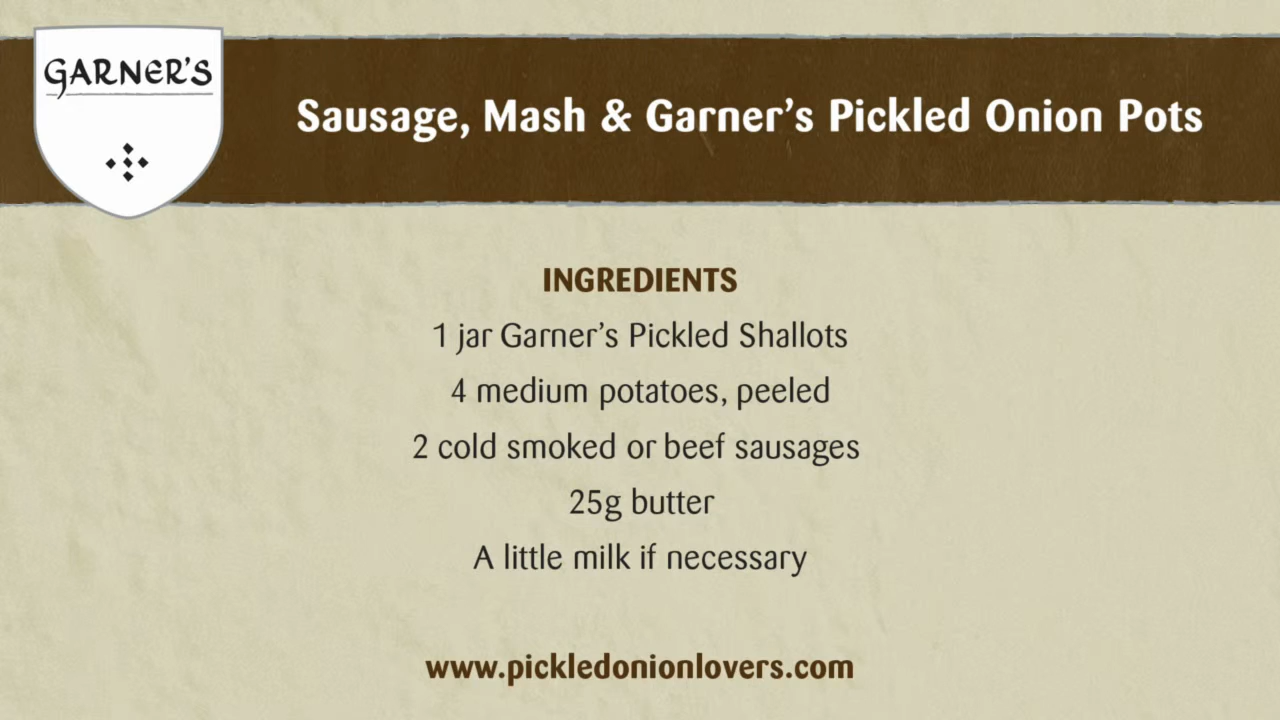 GARNER'S
Sausage, Mash & Garner's Pickled Onion Pots
INGREDIENTS
1 jar Garner's Pickled Shallots
4 medium potatoes, peeled
2 cold smoked or beef sausages
25g butter
A little milk if necessary
www.pickledonionlovers.com